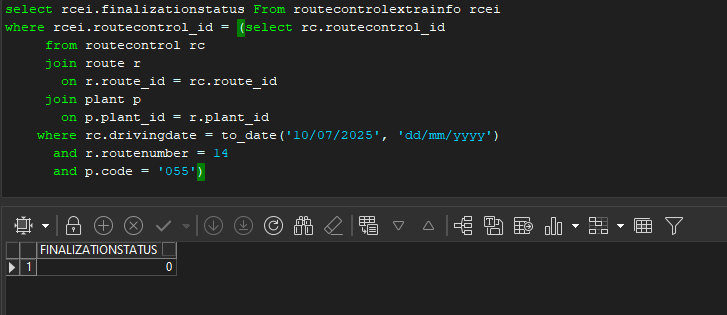 select rcei.finalizationstatus From routecontrolextrainfo rcei
where rcei.routecontrol_id = (select rc.routecontrol_id
from routecontrol rc
join route r
on r.route_id = rc.route_id
join plant p
on p.plant_id = r.plant_id
where rc.drivingdate = to_date('10/07/2025', 'dd/mm/yyyy')
and r.routenumber = 14
and p.code = '055')
FINALIZATIONSTATUS
1 0